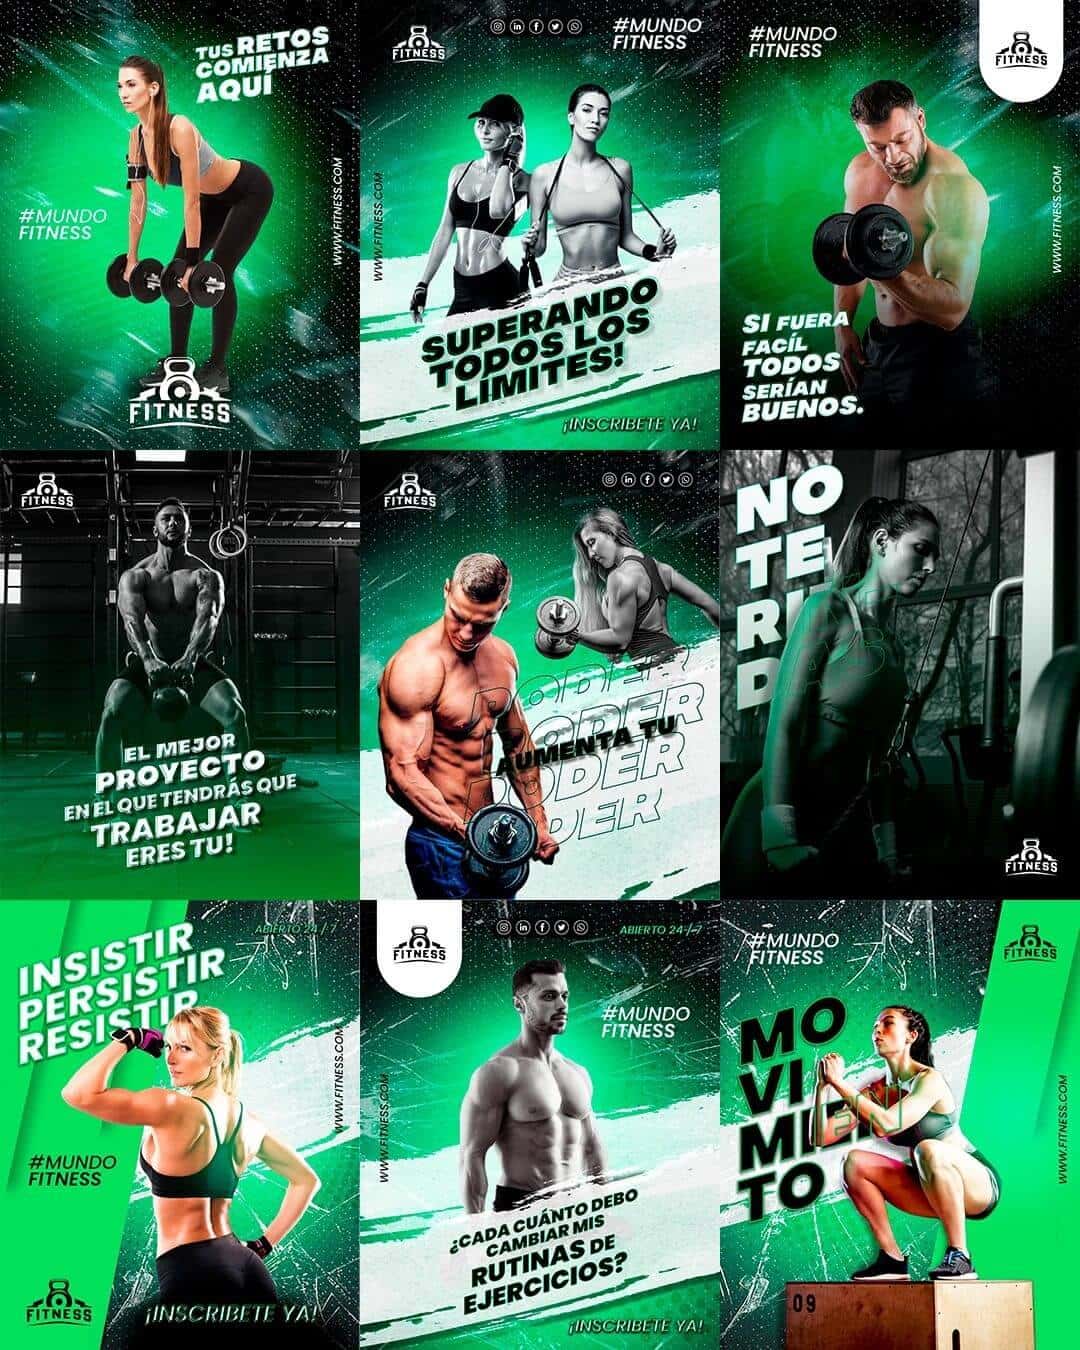 TUS RETOS
COMIENZA
AQUÍ
#MUNDO
FITNESS
WWW.FITNESS.COM
FITNESS
FITNESS
#MUNDO
FITNESS
WWW.FITNESS.COM
SUPERANDO
TODOS LOS
LIMITES!
¡INSCRIBETE YA!
#MUNDO
FITNESS
FITNESS
WWW.FITNESS.COM
SI FUERA
FACÍL
TODOS
SERÍAN
BUENOS.
FITNESS
EL MEJOR
PROYECTO
EN EL QUE TENDRÁS QUE
TRABAJAR
ERES TU!
FITNESS
PODER
PODER
AUMENTA TU
PODER
PODER
PODER
NO
TE
RIN
DAS
FITNESS
ABIERTO 24 / 7
INSISTIR
PERSISTIR
RESISTIR
WWW.FITNESS.COM
#MUNDO
FITNESS
FITNESS
¡INSCRIBETE YA!
FITNESS
ABIERTO 24 / 7
#MUNDO
FITNESS
WWW.FITNESS.COM
¿CADA CUÁNTO DEBO
CAMBIAR MIS
RUTINAS DE
EJERCICIOS?
¡INSCRIBETE YA!
#MUNDO
FITNESS
FITNESS
MO
VI
MIEN
TO
WWW.FITNESS.COM
09